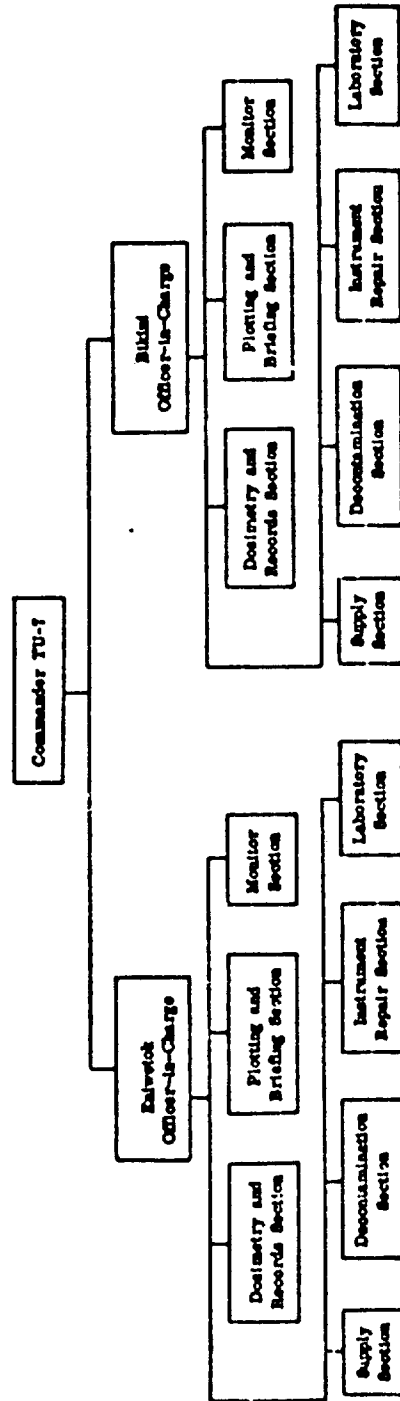 Commander TU-7
Eniwetok
Officer-in-Charge
Bikini
Officer-in-Charge
Dosimetry and
Records Section
Plotting and
Briefing Section
Monitor
Section
Dosimetry and
Records Section
Plotting and
Briefing Section
Monitor
Section
Supply
Section
Decontamination
Section
Instrument
Repair Section
Laboratory
Section
Supply
Section
Decontamination
Section
Instrument
Repair Section
Laboratory
Section